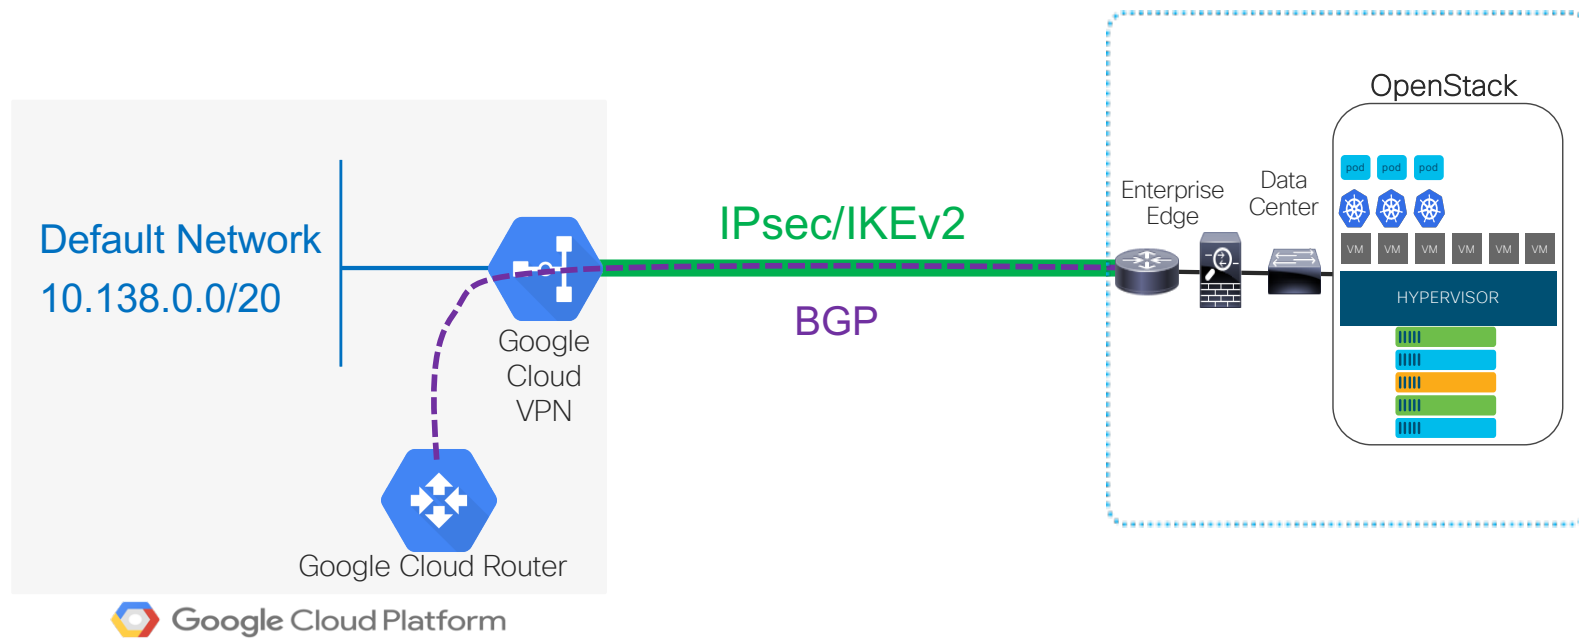 OpenStack
pod pod pod
Enterprise
Edge
Data
Center
VM VM VM VM VM VM
HYPERVISOR
IPsec/IKEv2
BGP
Default Network
10.138.0.0/20
Google
Cloud
VPN
Google Cloud Router
Google Cloud Platform